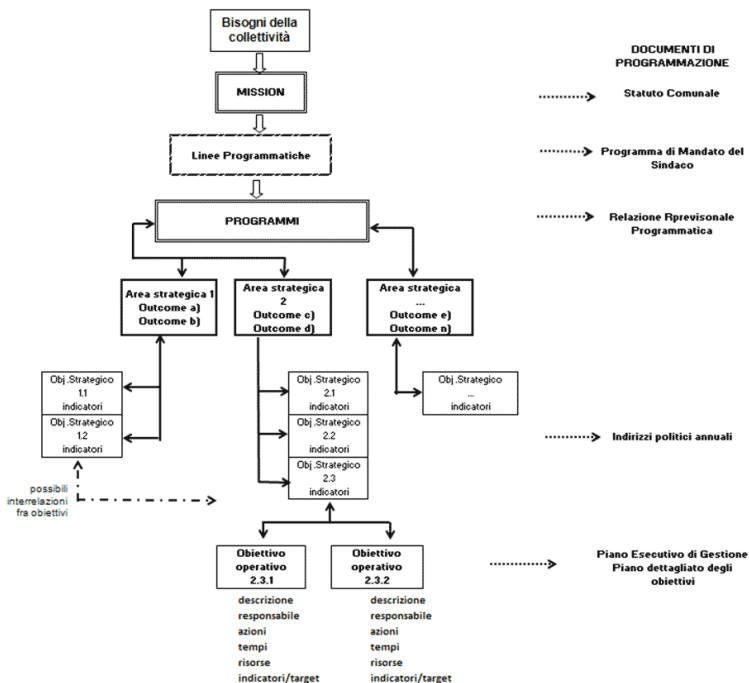 Bisogni della
collettività
DOCUMENTI DI
PROGRAMMAZIONE
MISSION
Statuto Comunale
Linee Programmatiche
Programma di Mandato del
Sindaco
PROGRAMMI
Relazione Rprevisonale
Programmatica
Area strategica 1
Outcome a)
Outcome b)
Area strategica
2
Outcome c)
Outcome d)
Area strategica
...
Outcome e)
Outcome n)
Obj.Strategico
1.1
indicatori
Obj.Strategico
1.2
indicatori
Obj.Strategico
2.1
indicatori
Obj.Strategico
2.2
indicatori
Obj.Strategico
2.3
indicatori
Obj.Strategico
...
indicatori
Indirizzi politici annuali
possibili
interrelazioni
fra obiettivi
Obiettivo
operativo
2.3.1
descrizione
responsabile
azioni
tempi
risorse
indicatori/target
Obiettivo
operativo
2.3.2
descrizione
responsabile
azioni
tempi
risorse
indicatori/target
Piano Esecutivo di Gestione
Piano dettagliato degli
obiettivi